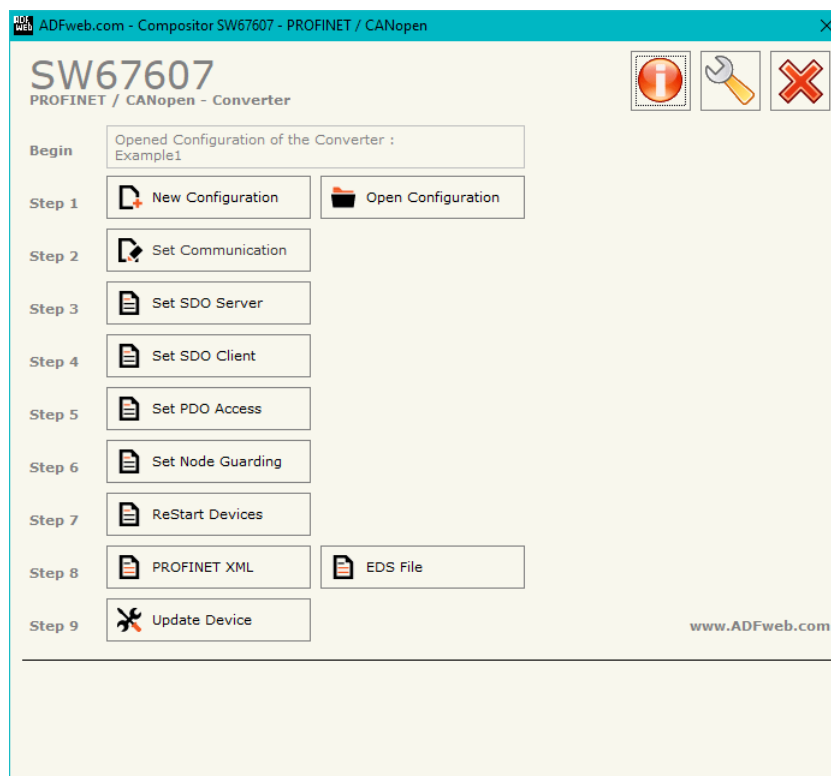 ADF WEB ADFweb.com - Compositor SW67607 - PROFINET / CANopen
SW67607
PROFINET / CANopen - Converter
Begin
Opened Configuration of the Converter :
Example1
Step 1 New Configuration Open Configuration
Step 2 Set Communication
Step 3 Set SDO Server
Step 4 Set SDO Client
Step 5 Set PDO Access
Step 6 Set Node Guarding
Step 7 ReStart Devices
Step 8 PROFINET XML EDS File
Step 9 Update Device
www.ADFweb.com